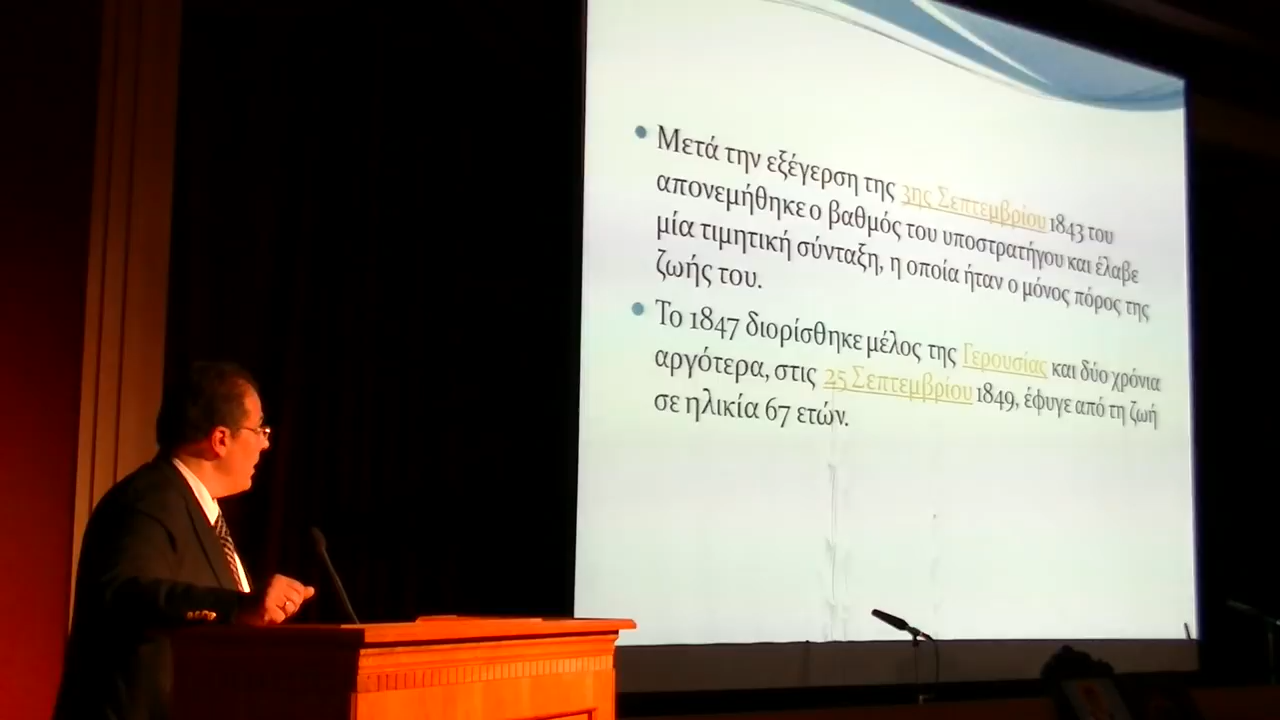 Μετά την εξέγερση της 3ης Σεπτεμβρίου 1843 του
απονεμήθηκε ο βαθμός του υποστρατήγου και έλαβε
μία τιμητική σύνταξη, η οποία ήταν ο μόνος πόρος της
ζωής του.
Το 1847 διορίσθηκε μέλος της Γερουσίας και δύο χρόνια
αργότερα, στις 25 Σεπτεμβρίου 1849, έφυγε από τη ζωή
σε ηλικία 67 ετών.